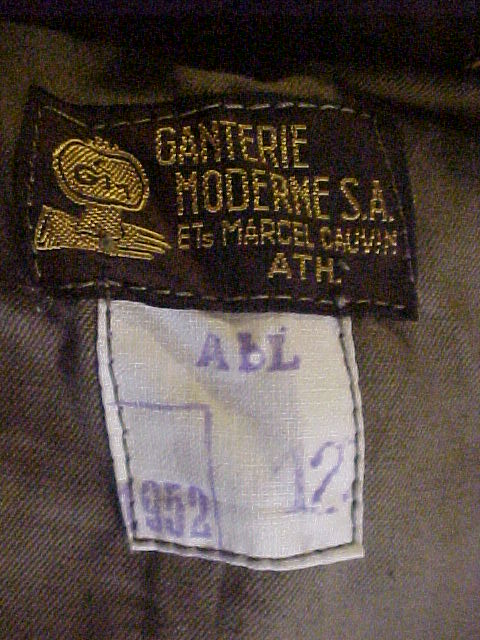 GANTERIE
MODERNE S.A.
ETs MARCEL CAUVIN
ATH.
ABL
1952
12